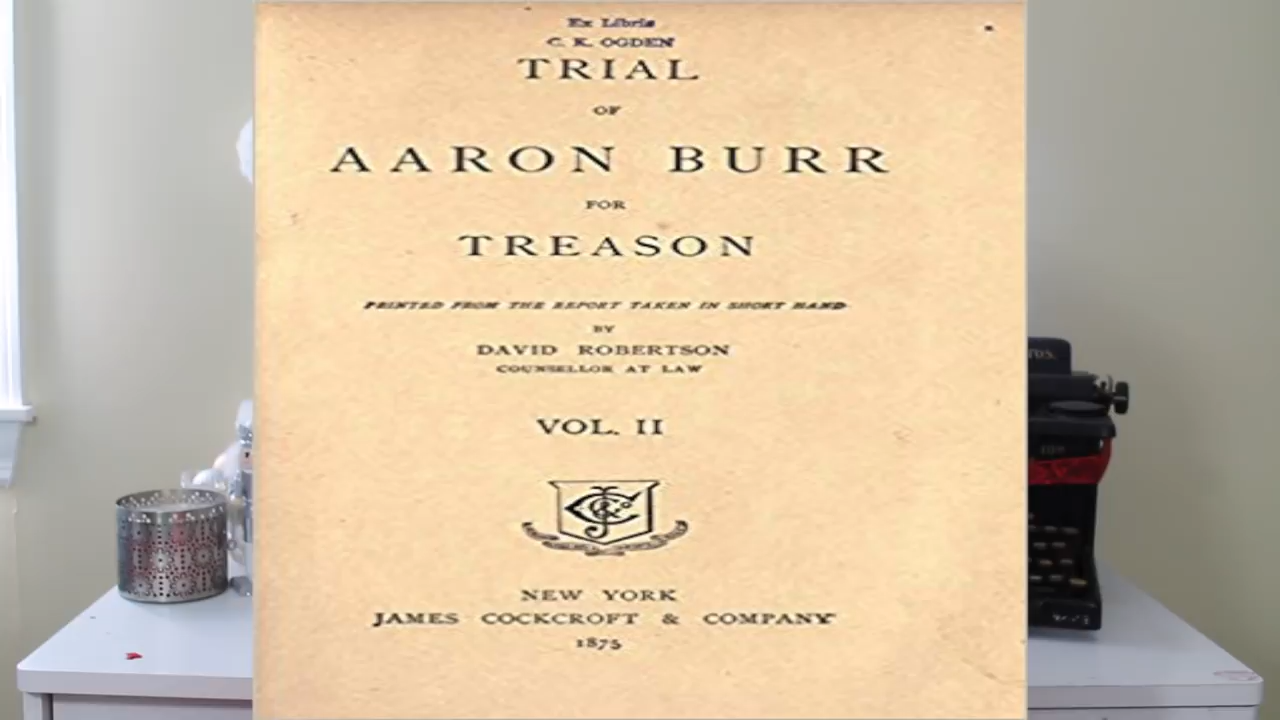 Ex Libris
C. K. OGDEN
TRIAL
OF
AARON BURR
FOR
TREASON
PRINTED FROM THE REPORT TAKEN IN SHORT HAND
BY
DAVID ROBERTSON
COUNSELLOR AT LAW
VOL. II
NEW YORK
JAMES COCKCROFT & COMPANY
1875